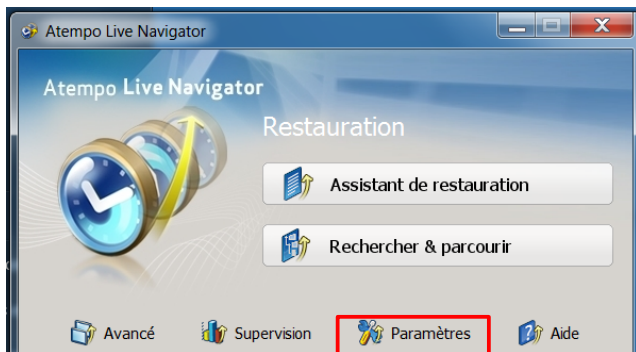 Atempo Live Navigator
Atempo Live Navigator
Restauration
Assistant de restauration
Rechercher & parcourir
Avancé Supervision Paramètres Aide